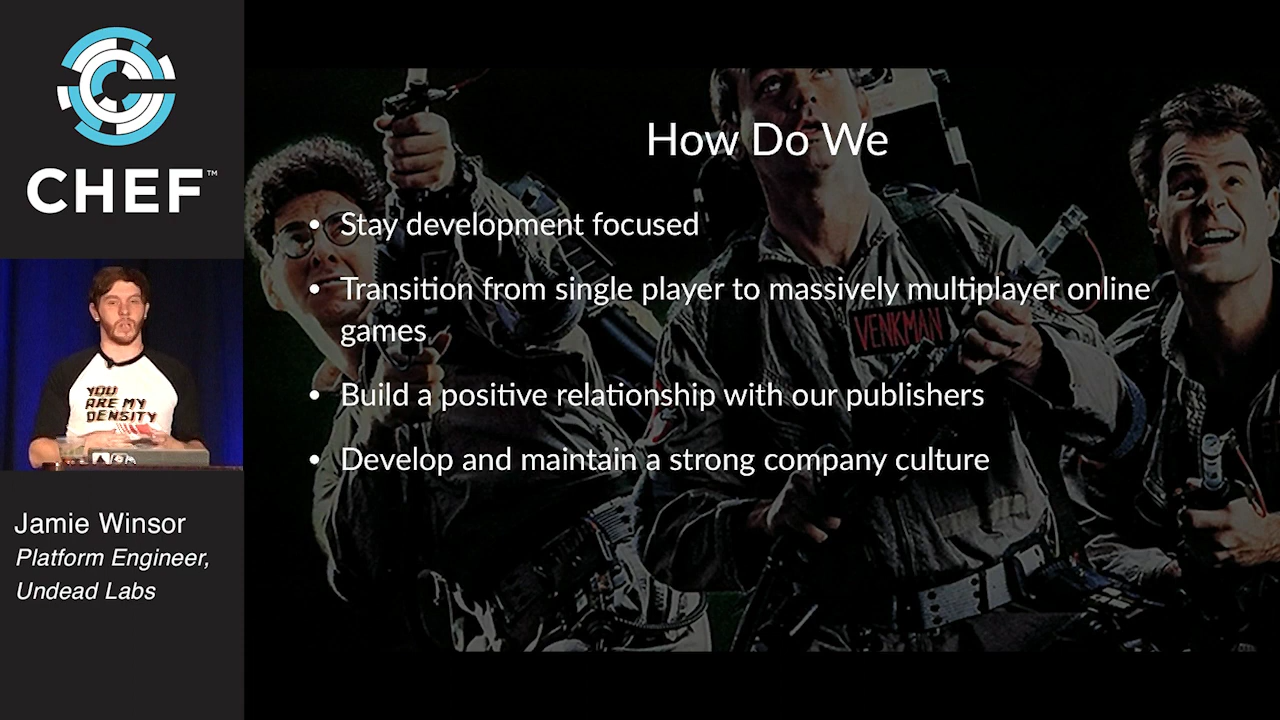 CHEF™
How Do We
• Stay development focused
• Transition from single player to massively multiplayer online
games
VENKMAN
• Build a positive relationship with our publishers
• Develop and maintain a strong company culture
YOU
ARE MY
DENSITY
Jamie Winsor
Platform Engineer,
Undead Labs